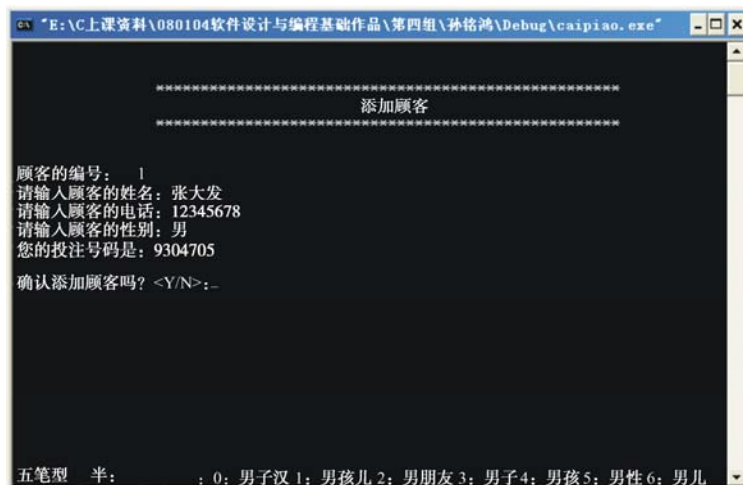 "E:\C上课资料\080104软件设计与编程基础作品\第四组\孙铭鸿\Debug\caipiao.exe"
****************************************************
添加顾客
****************************************************
顾客的编号： 1
请输入顾客的姓名：张大发
请输入顾客的电话：12345678
请输入顾客的性别：男
您的投注号码是：9304705
确认添加顾客吗？<Y/N>:_
五笔型 半： ：0：男子汉 1：男孩儿 2：男朋友 3：男子4：男孩5：男性 6：男儿